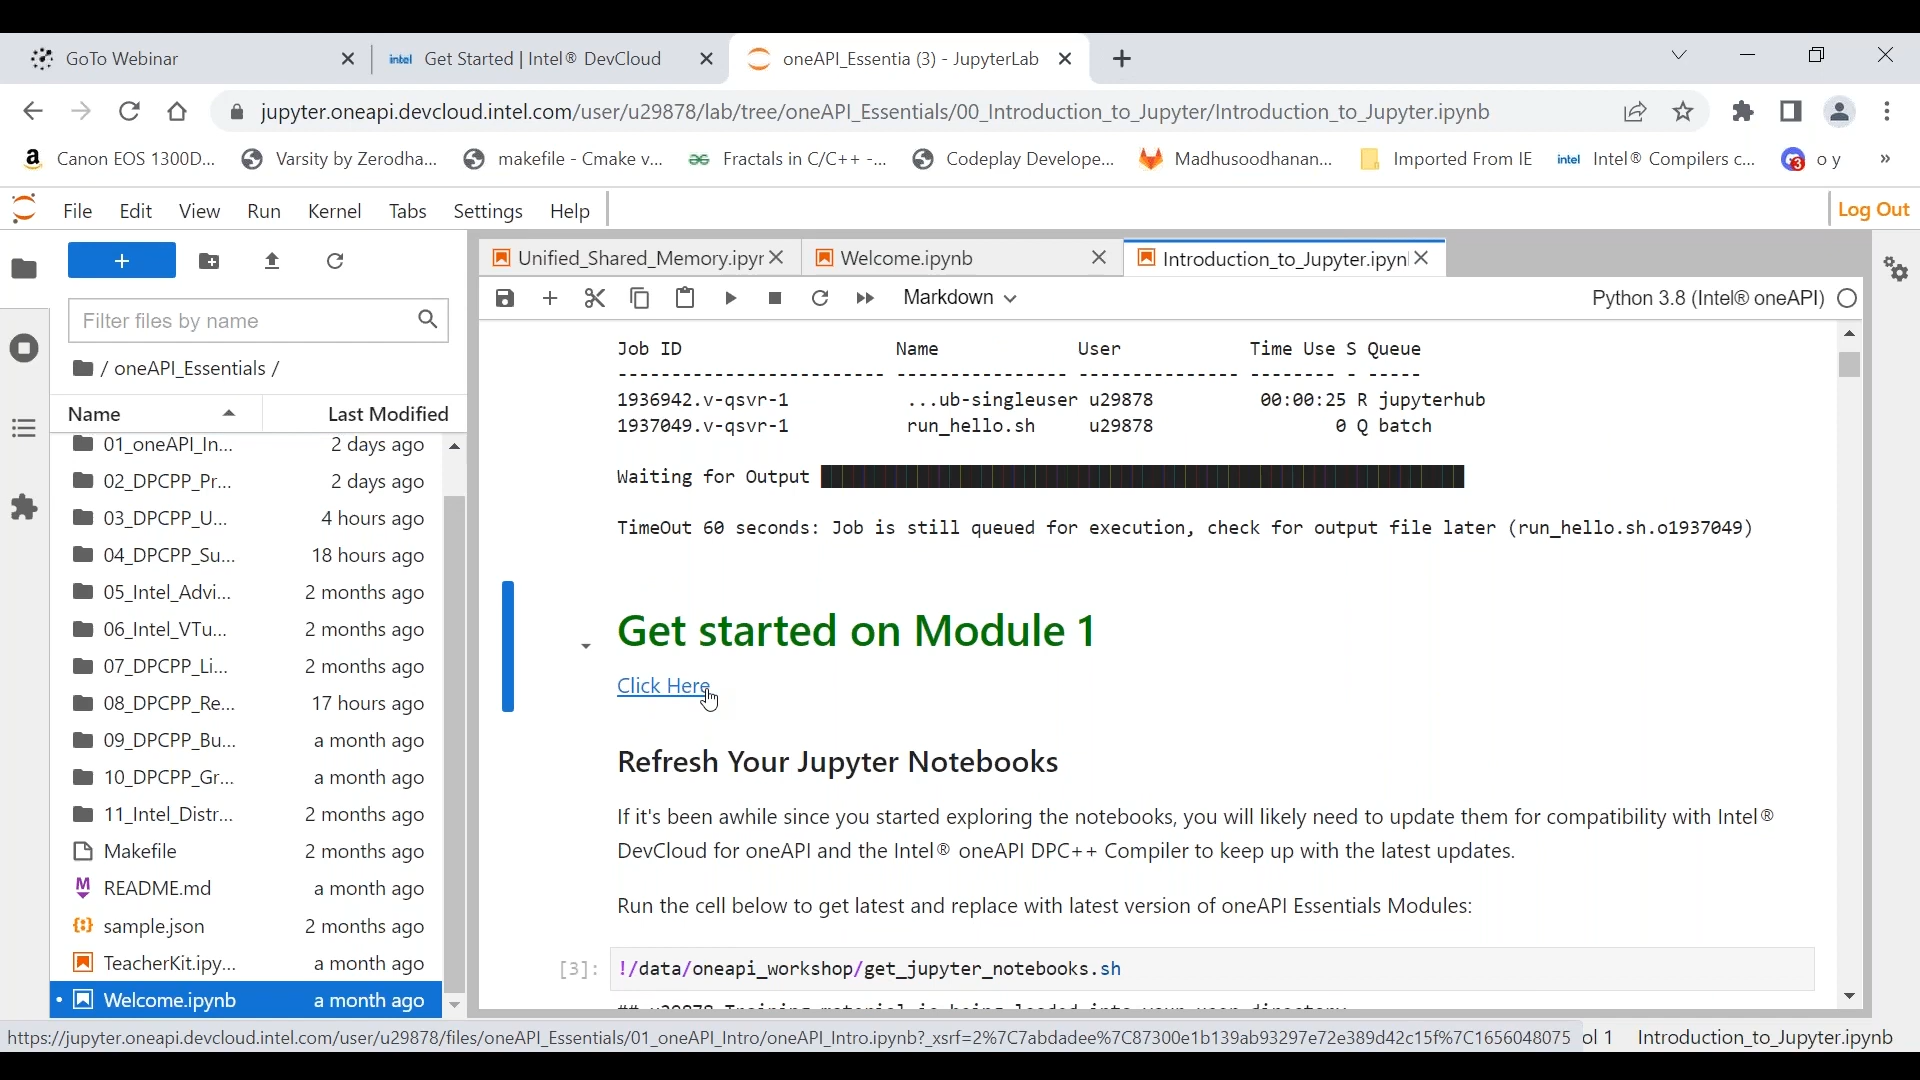 GoTo Webinar
intel Get Started | Intel® DevCloud
oneAPI_Essentia (3) - JupyterLab
jupyter.oneapi.devcloud.intel.com/user/u29878/lab/tree/oneAPI_Essentials/00_Introduction_to_Jupyter/Introduction_to_Jupyter.ipynb
a Canon EOS 1300D... Varsity by Zerodha... makefile - Cmake v... Fractals in C/C++ -... Codeplay Develope... Madhusoodhanan... Imported From IE intel Intel® Compilers c... 3 o y »
File Edit View Run Kernel Tabs Settings Help
Log Out
Unified_Shared_Memory.ipyr Welcome.ipynb Introduction_to_Jupyter.ipynl
Markdown
Python 3.8 (Intel® oneAPI)
Filter files by name
/ oneAPI_Essentials /
Name Last Modified
01_oneAPI_In... 2 days ago
02_DPCPP_Pr... 2 days ago
03_DPCPP_U... 4 hours ago
04_DPCPP_Su... 18 hours ago
05_Intel_Advi... 2 months ago
06_Intel_VTu... 2 months ago
07_DPCPP_Li... 2 months ago
08_DPCPP_Re... 17 hours ago
09_DPCPP_Bu... a month ago
10_DPCPP_Gr... a month ago
11_Intel_Distr... 2 months ago
Makefile 2 months ago
README.md a month ago
sample.json 2 months ago
TeacherKit.ipy... a month ago
Welcome.ipynb a month ago
Job ID Name User Time Use S Queue
------------------------- ---------------- --------------- -------- - -----
1936942.v-qsvr-1 ...ub-singleuser u29878 00:00:25 R jupyterhub
1937049.v-qsvr-1 run_hello.sh u29878 0 Q batch
Waiting for Output
TimeOut 60 seconds: Job is still queued for execution, check for output file later (run_hello.sh.o1937049)
Get started on Module 1
Click Here
Refresh Your Jupyter Notebooks
If it's been awhile since you started exploring the notebooks, you will likely need to update them for compatibility with Intel®
DevCloud for oneAPI and the Intel® oneAPI DPC++ Compiler to keep up with the latest updates.
Run the cell below to get latest and replace with latest version of oneAPI Essentials Modules:
[3]: !/data/oneapi_workshop/get_jupyter_notebooks.sh
https://jupyter.oneapi.devcloud.intel.com/user/u29878/files/oneAPI_Essentials/01_oneAPI_Intro/oneAPI_Intro.ipynb?_xsrf=2%7C7abdadee%7C87300e1b139ab93297e72e389d42c15f%7C1656048075 ol 1 Introduction_to_Jupyter.ipynb